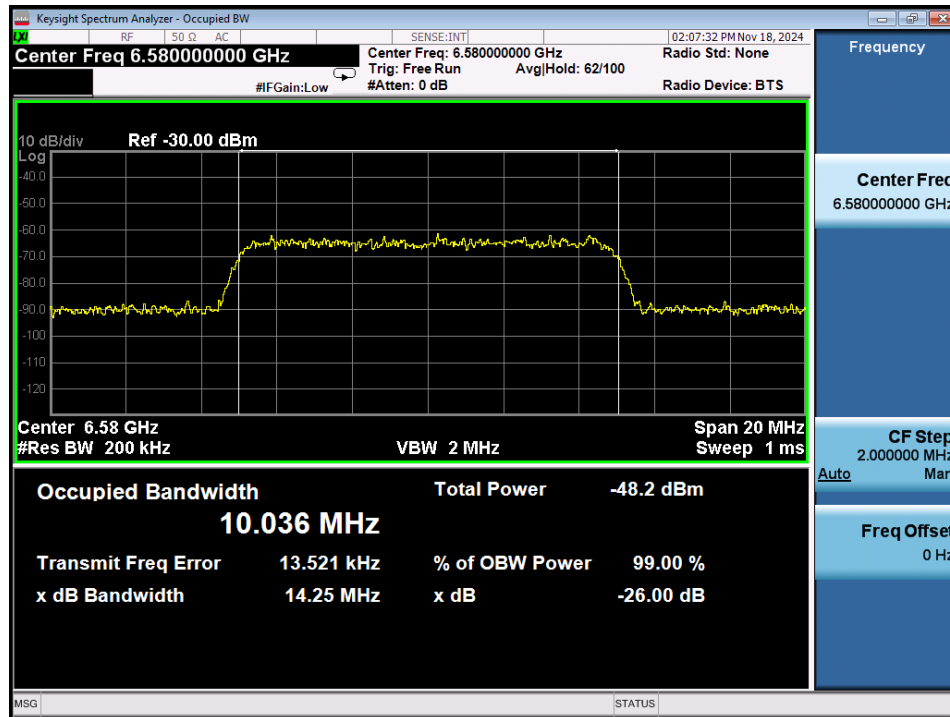 Keysight Spectrum Analyzer - Occupied BW
LXI RF 50 Ω AC SENSE:INT 02:07:32 PM Nov 18, 2024
Center Freq 6.580000000 GHz
Center Freq: 6.580000000 GHz Radio Std: None
Trig: Free Run Avg|Hold: 62/100
#IFGain:Low #Atten: 0 dB Radio Device: BTS
10 dB/div Ref -30.00 dBm
Log
-40.0
-50.0
-60.0
-70.0
-80.0
-90.0
-100
-110
-120
Center 6.58 GHz Span 20 MHz
#Res BW 200 kHz VBW 2 MHz Sweep 1 ms
Occupied Bandwidth Total Power -48.2 dBm
10.036 MHz
Transmit Freq Error 13.521 kHz % of OBW Power 99.00 %
x dB Bandwidth 14.25 MHz x dB -26.00 dB
MSG STATUS
Frequency
Center Freq
6.580000000 GHz
CF Step
2.000000 MHz
Auto Man
Freq Offset
0 Hz